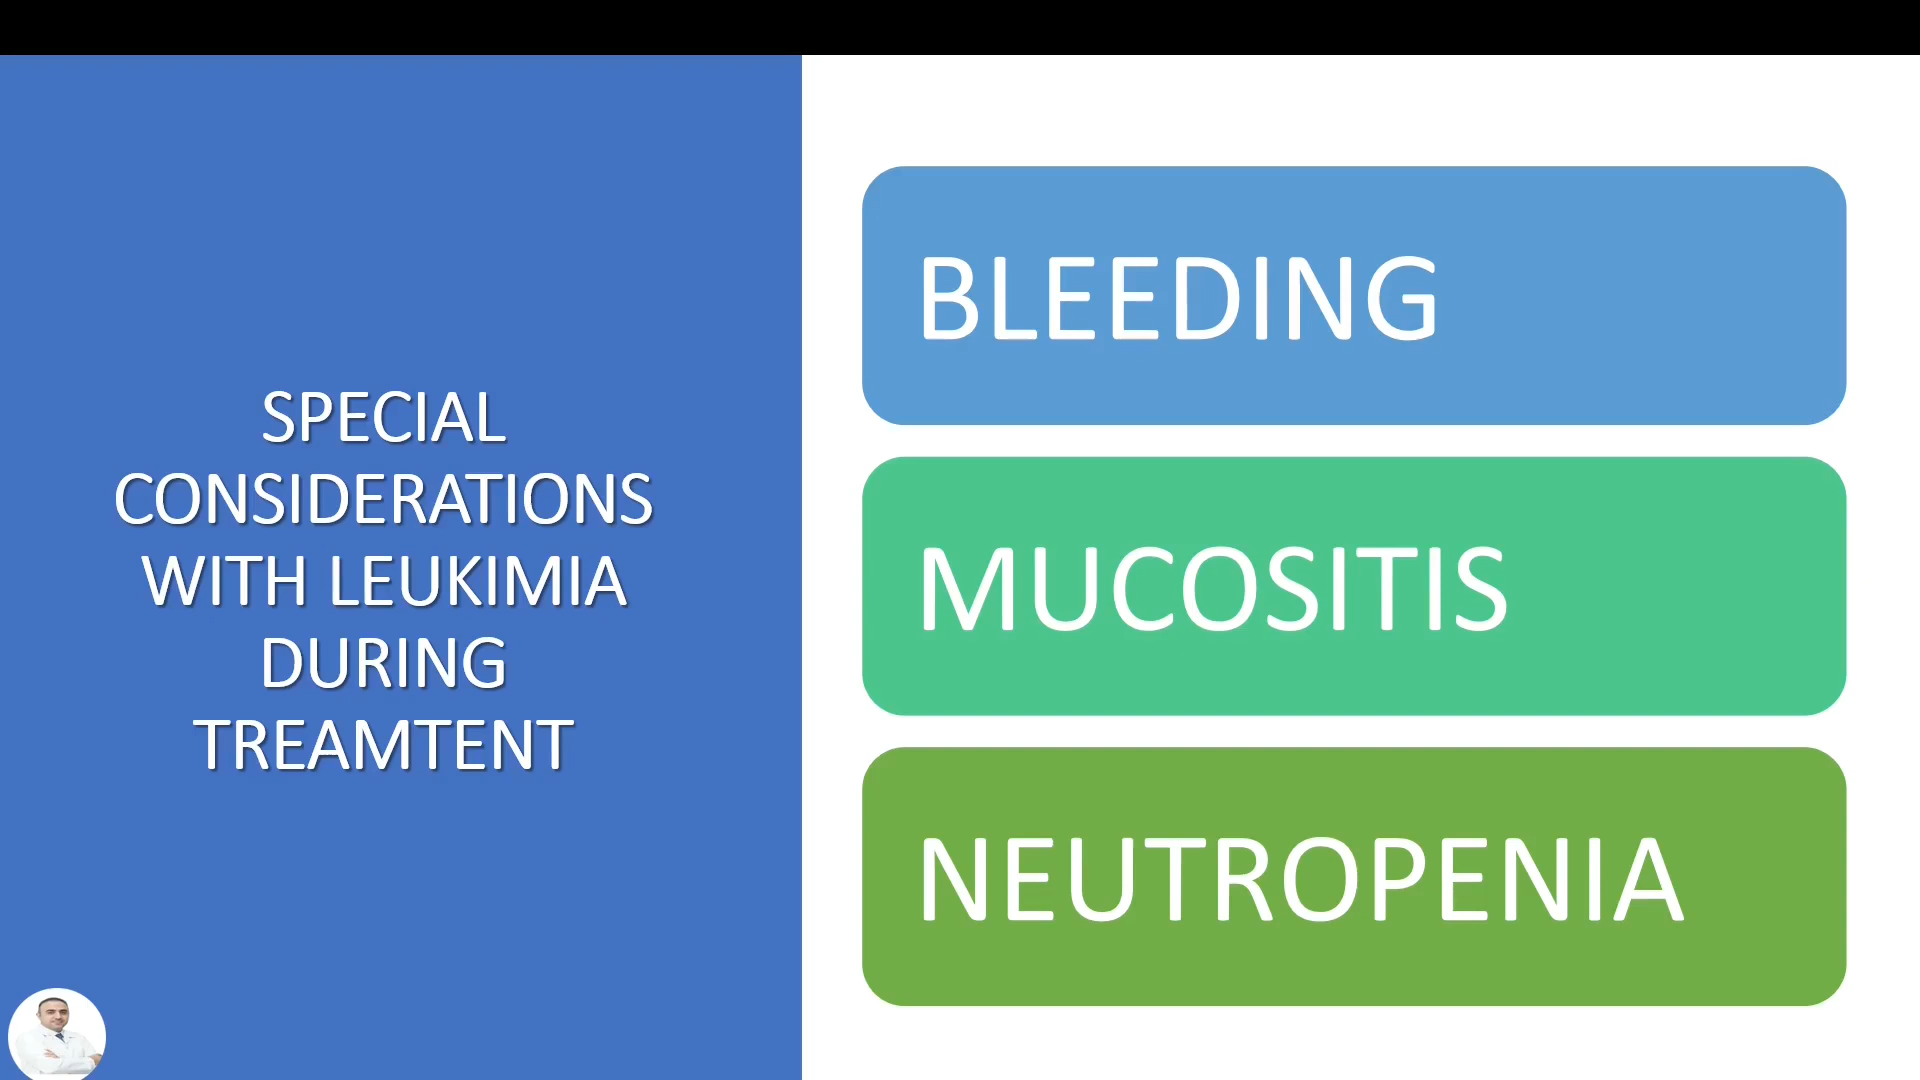 SPECIAL
CONSIDERATIONS
WITH LEUKIMIA
DURING
TREAMTENT
BLEEDING
MUCOSITIS
NEUTROPENIA